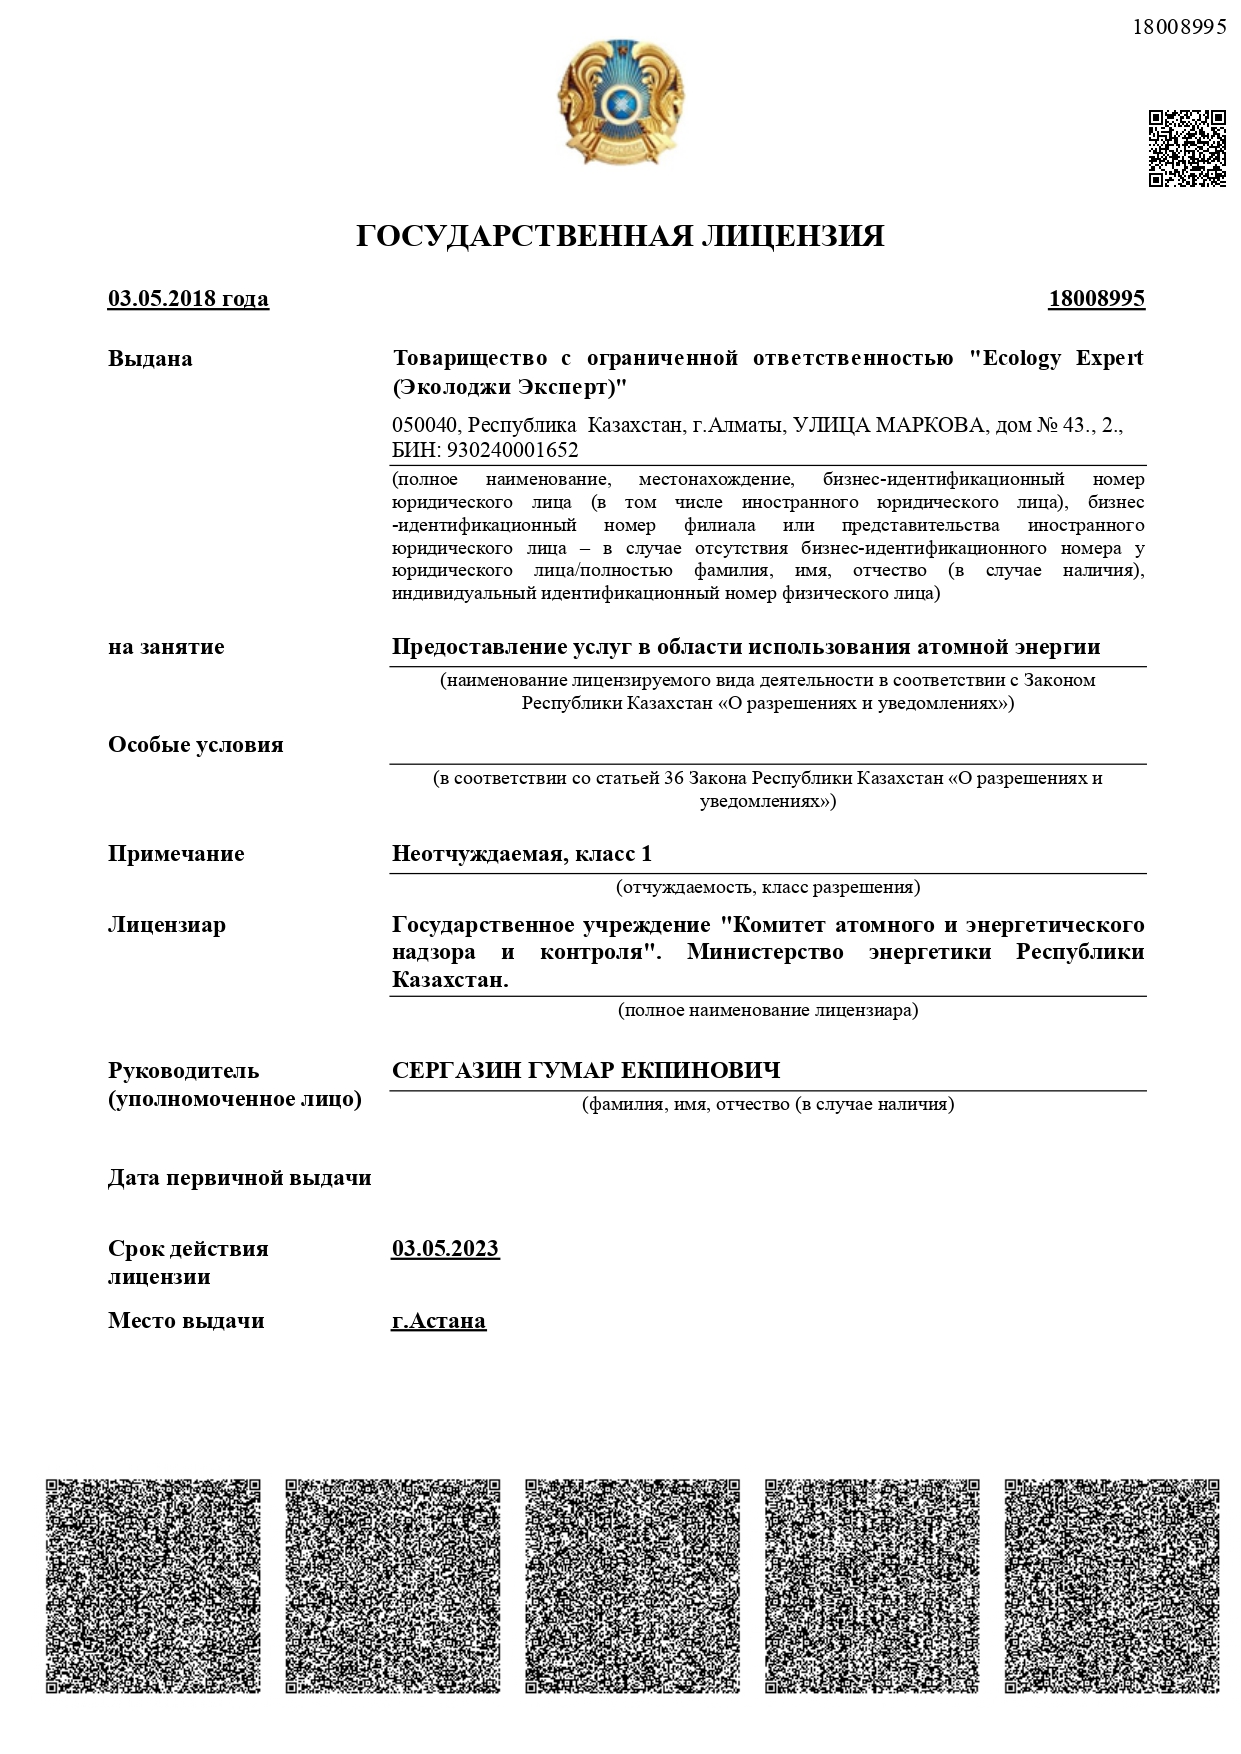 18008995
ГОСУДАРСТВЕННАЯ ЛИЦЕНЗИЯ
03.05.2018 года
18008995
Выдана
Товарищество с ограниченной ответственностью "Ecology Expert
(Эколоджи Эксперт)"
050040, Республика Казахстан, г.Алматы, УЛИЦА МАРКОВА, дом № 43., 2.,
БИН: 930240001652
(полное наименование, местонахождение, бизнес-идентификационный номер
юридического лица (в том числе иностранного юридического лица), бизнес
-идентификационный номер филиала или представительства иностранного
юридического лица – в случае отсутствия бизнес-идентификационного номера у
юридического лица/полностью фамилия, имя, отчество (в случае наличия),
индивидуальный идентификационный номер физического лица)
на занятие
Предоставление услуг в области использования атомной энергии
(наименование лицензируемого вида деятельности в соответствии с Законом
Республики Казахстан «О разрешениях и уведомлениях»)
Особые условия
(в соответствии со статьей 36 Закона Республики Казахстан «О разрешениях и
уведомлениях»)
Примечание
Неотчуждаемая, класс 1
(отчуждаемость, класс разрешения)
Лицензиар
Государственное учреждение "Комитет атомного и энергетического
надзора и контроля". Министерство энергетики Республики
Казахстан.
(полное наименование лицензиара)
Руководитель
(уполномоченное лицо)
СЕРГАЗИН ГУМАР ЕКПИНОВИЧ
(фамилия, имя, отчество (в случае наличия)
Дата первичной выдачи
Срок действия
лицензии
03.05.2023
Место выдачи
г.Астана